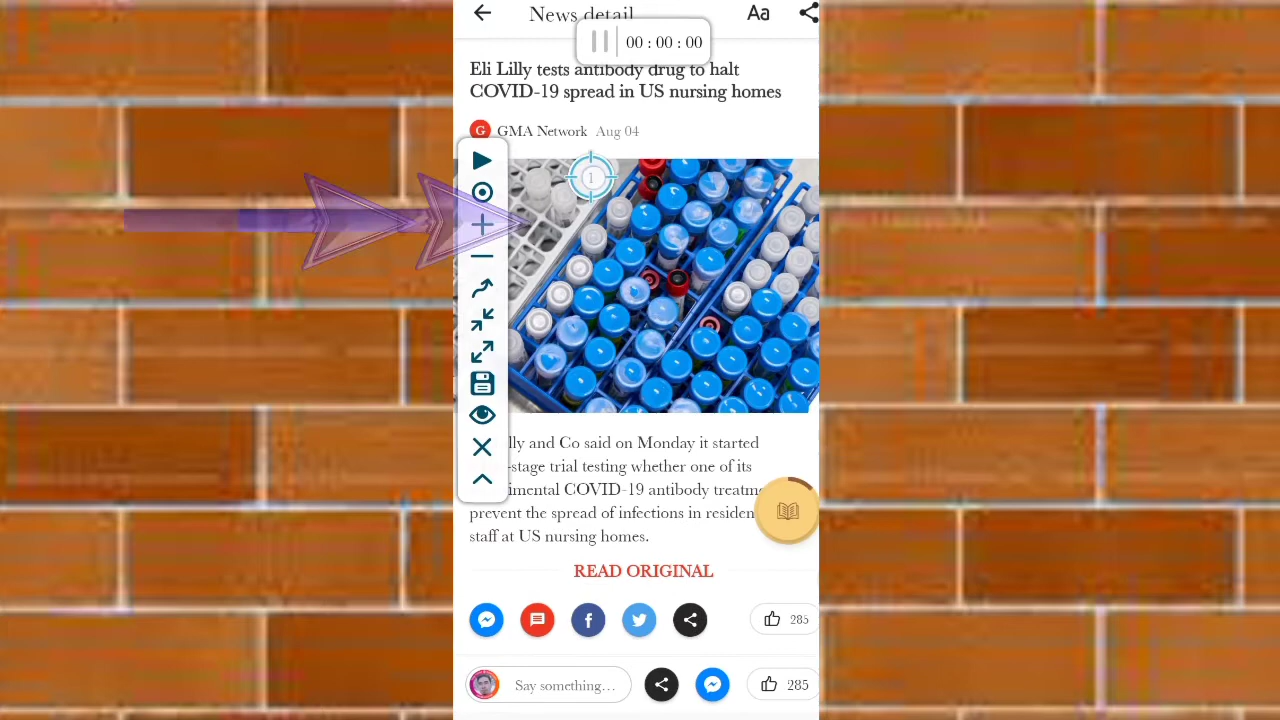 News detail
Aa
00 : 00 : 00
Eli Lilly tests antibody drug to halt
COVID-19 spread in US nursing homes
G GMA Network Aug 04
1
lly and Co said on Monday it started
-stage trial testing whether one of its
imental COVID-19 antibody
prevent the spread of infections in
staff at US nursing homes.
READ ORIGINAL
f
285
Say something...
285